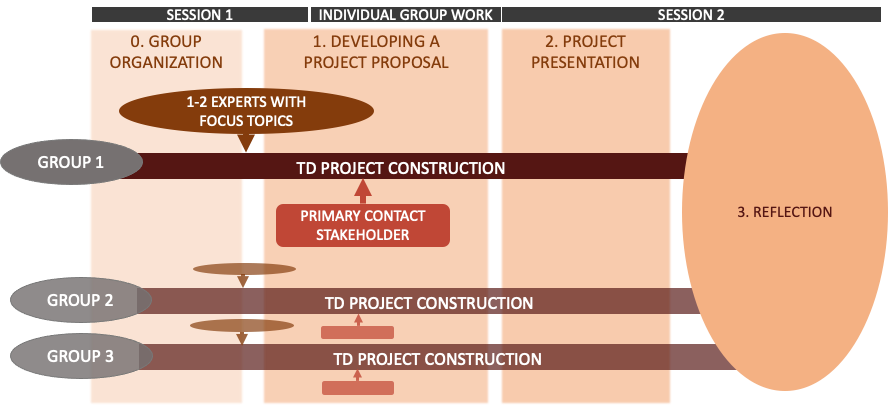 SESSION 1
INDIVIDUAL GROUP WORK
SESSION 2
0. GROUP
ORGANIZATION
1. DEVELOPING A
PROJECT PROPOSAL
2. PROJECT
PRESENTATION
1-2 EXPERTS WITH
FOCUS TOPICS
GROUP 1
TD PROJECT CONSTRUCTION
PRIMARY CONTACT
STAKEHOLDER
3. REFLECTION
GROUP 2
TD PROJECT CONSTRUCTION
GROUP 3
TD PROJECT CONSTRUCTION